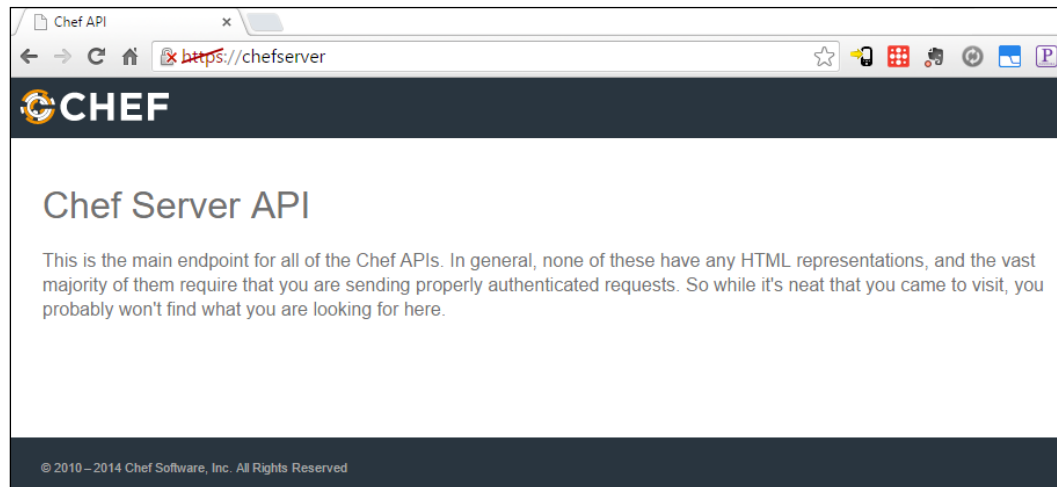 Chef API
https://chefserver
P
CHEF
Chef Server API
This is the main endpoint for all of the Chef APIs. In general, none of these have any HTML representations, and the vast
majority of them require that you are sending properly authenticated requests. So while it's neat that you came to visit, you
probably won't find what you are looking for here.
© 2010 – 2014 Chef Software, Inc. All Rights Reserved